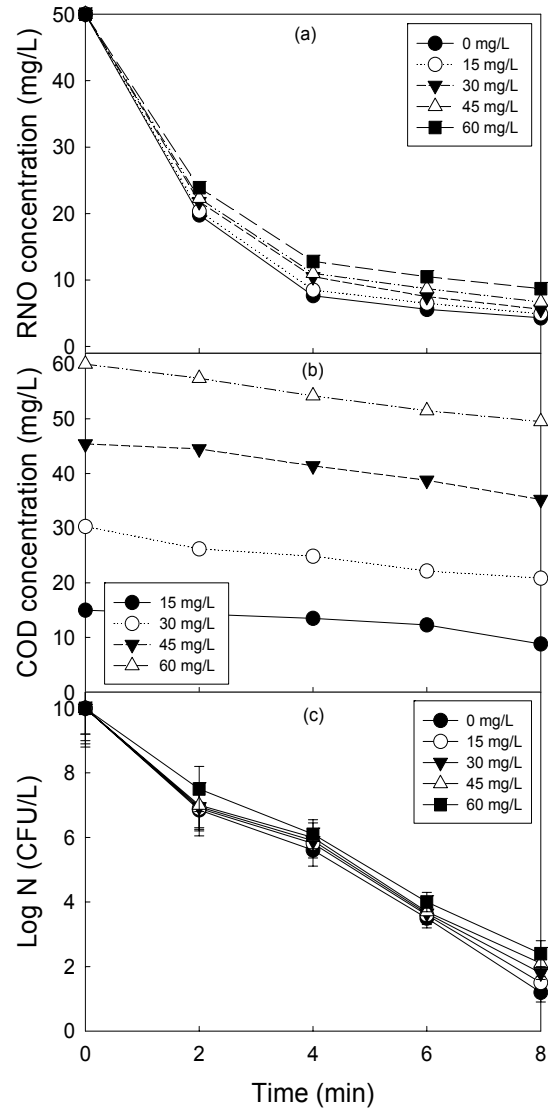 RNO concentration (mg/L)
50
40
30
20
10
0
(a)
0 mg/L
15 mg/L
30 mg/L
45 mg/L
60 mg/L
COD concentration (mg/L)
60
50
40
30
20
10
0
(b)
15 mg/L
30 mg/L
45 mg/L
60 mg/L
Log N (CFU/L)
10
8
6
4
2
0
(c)
0 mg/L
15 mg/L
30 mg/L
45 mg/L
60 mg/L
0 2 4 6 8
Time (min)